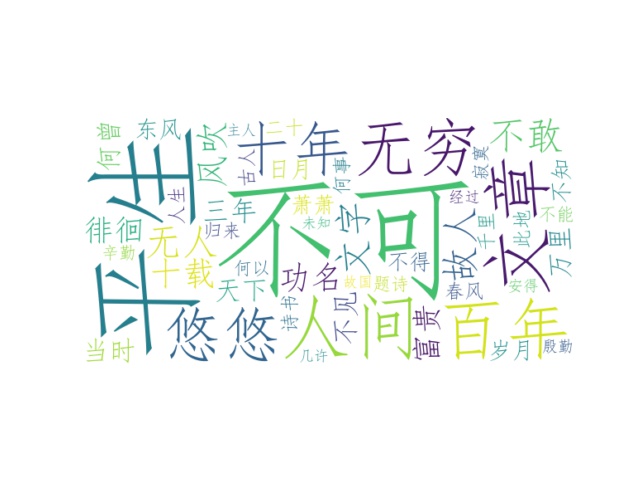 何曾
东风
风吹
主人
二十
古人
日月
十年
何事
无穷
寂寞
不敢
平生
人生
不可
文章
徘徊
辛勤
无人
十载
三年
归来
萧萧
未知
文字
不得
故人
经过
千里
此地
万里
不知
不能
何以
天下
功名
故国
题诗
春风
安得
当时
悠悠
诗书
人间
几许
不见
富贵
百年
岁月
殷勤